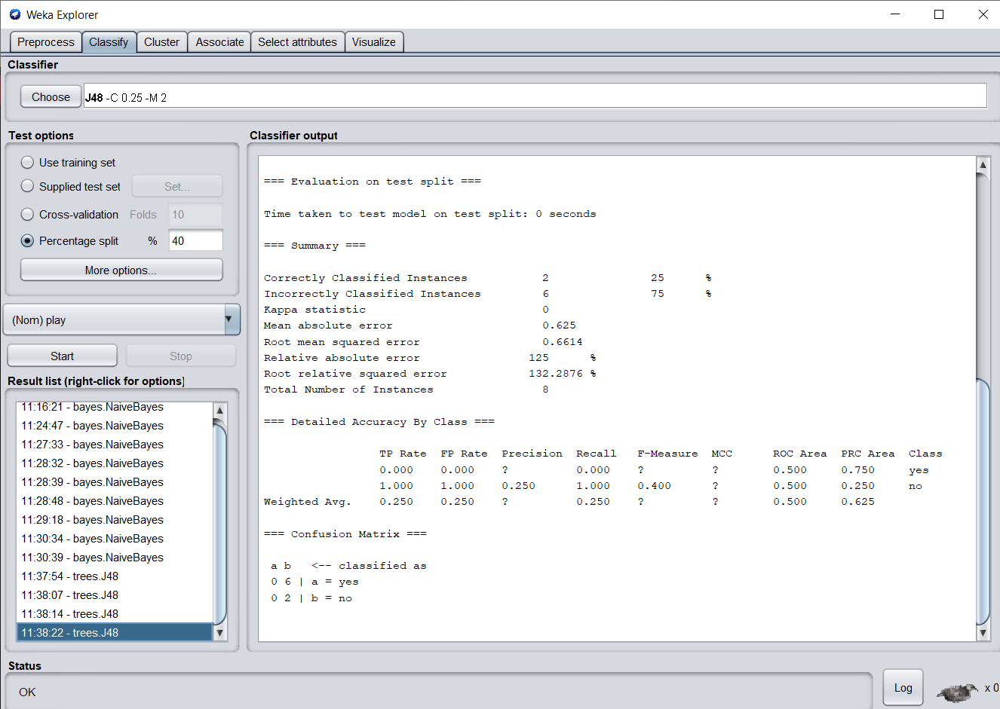 Weka Explorer
Preprocess Classify Cluster Associate Select attributes Visualize
Classifier
Choose J48 -C 0.25 -M 2
Test options
Use training set
Supplied test set Set...
Cross-validation Folds 10
Percentage split % 40
More options...
(Nom) play
Start Stop
Result list (right-click for options)
11:16:21 - bayes.NaiveBayes
11:24:47 - bayes.NaiveBayes
11:27:33 - bayes.NaiveBayes
11:28:32 - bayes.NaiveBayes
11:28:39 - bayes.NaiveBayes
11:28:48 - bayes.NaiveBayes
11:29:18 - bayes.NaiveBayes
11:30:34 - bayes.NaiveBayes
11:30:39 - bayes.NaiveBayes
11:37:54 - trees.J48
11:38:07 - trees.J48
11:38:14 - trees.J48
11:38:22 - trees.J48
Classifier output
=== Evaluation on test split ===
Time taken to test model on test split: 0 seconds
=== Summary ===
Correctly Classified Instances 2 25 %
Incorrectly Classified Instances 6 75 %
Kappa statistic 0
Mean absolute error 0.625
Root mean squared error 0.6614
Relative absolute error 125 %
Root relative squared error 132.2876 %
Total Number of Instances 8
=== Detailed Accuracy By Class ===
TP Rate FP Rate Precision Recall F-Measure MCC ROC Area PRC Area Class
0.000 0.000 ? 0.000 ? ? 0.500 0.750 yes
1.000 1.000 0.250 1.000 0.400 ? 0.500 0.250 no
Weighted Avg. 0.250 0.250 ? 0.250 ? ? 0.500 0.625
=== Confusion Matrix ===
a b <-- classified as
0 6 | a = yes
0 2 | b = no
Status
OK
Log
x 0